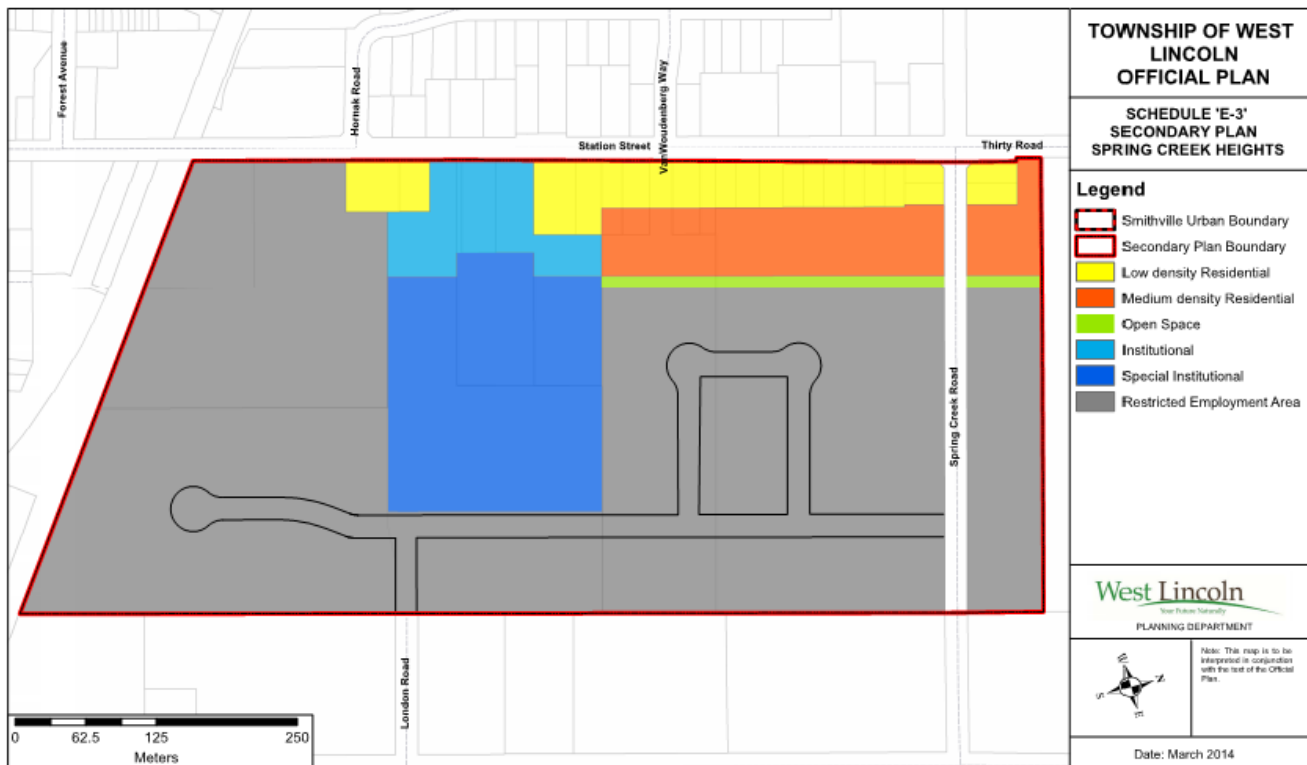 Forest Avenue
Hornak Road
VanWoudenberg Way
Station Street
Thirty Road
Spring Creek Road
London Road
0 62.5 125 250
Meters
TOWNSHIP OF WEST
LINCOLN
OFFICIAL PLAN
SCHEDULE 'E-3'
SECONDARY PLAN
SPRING CREEK HEIGHTS
Legend
Smithville Urban Boundary
Secondary Plan Boundary
Low density Residential
Medium density Residential
Open Space
Institutional
Special Institutional
Restricted Employment Area
West Lincoln
Your Future Naturally
PLANNING DEPARTMENT
W
N
S
E
Note: This map is to be
interpreted in conjunction
with the text of the Official
Plan.
Date: March 2014